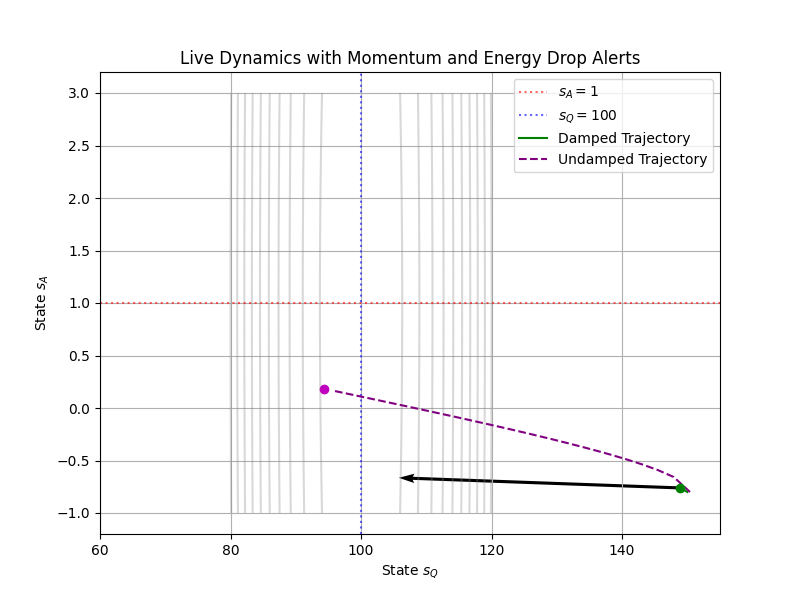 Live Dynamics with Momentum and Energy Drop Alerts
s_A = 1
s_Q = 100
Damped Trajectory
Undamped Trajectory
3.0
2.5
2.0
1.5
1.0
0.5
0.0
−0.5
−1.0
State s_A
60
80
100
120
140
State s_Q